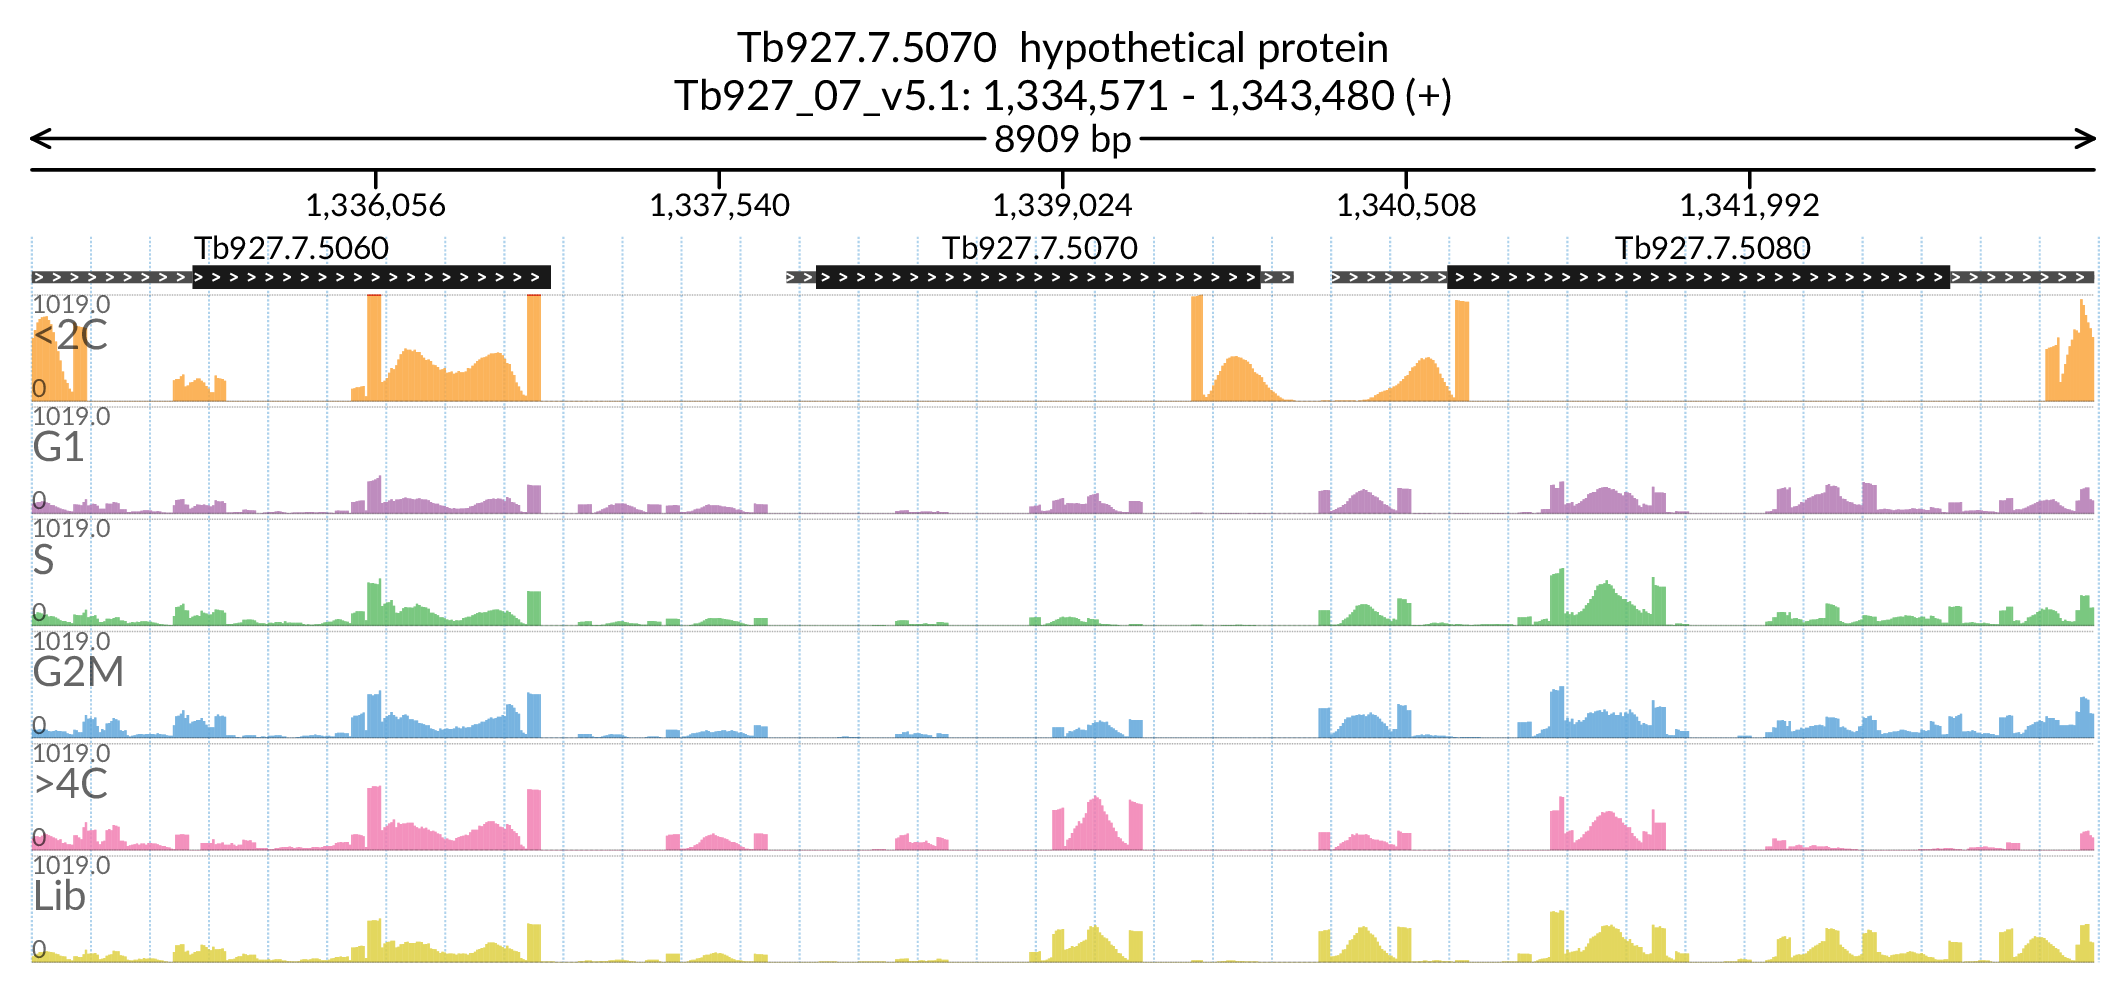 Tb927.7.5070  hypothetical protein
Tb927_07_v5.1: 1,334,571 - 1,343,480 (+)
8909 bp
1,336,056 1,337,540 1,339,024 1,340,508 1,341,992
Tb927.7.5060 Tb927.7.5070 Tb927.7.5080
1019.0
<2C
0
1019.0
G1
0
1019.0
S
0
1019.0
G2M
0
1019.0
>4C
0
1019.0
Lib
0